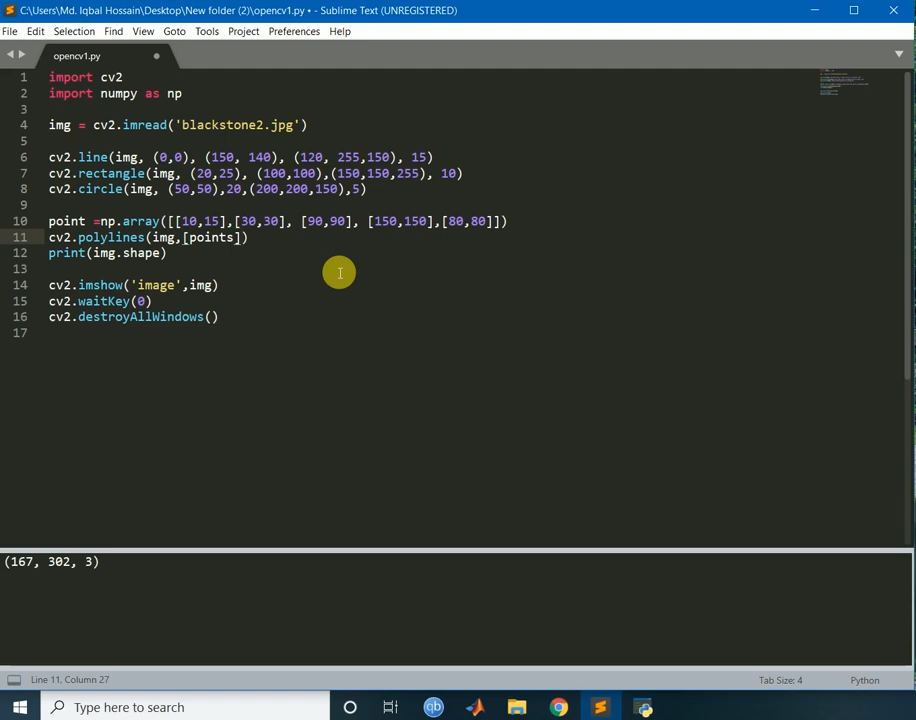 C:\Users\Md. Iqbal Hossain\Desktop\New folder (2)\opencv1.py • - Sublime Text (UNREGISTERED)
File Edit Selection Find View Goto Tools Project Preferences Help
opencv1.py
1 import cv2
2 import numpy as np
3
4 img = cv2.imread('blackstone2.jpg')
5
6 cv2.line(img, (0,0), (150, 140), (120, 255,150), 15)
7 cv2.rectangle(img, (20,25), (100,100),(150,150,255), 10)
8 cv2.circle(img, (50,50),20,(200,200,150),5)
9
10 point =np.array([[10,15],[30,30], [90,90], [150,150],[80,80]])
11 cv2.polylines(img,[points])
12 print(img.shape)
13
14 cv2.imshow('image',img)
15 cv2.waitKey(0)
16 cv2.destroyAllWindows()
17
(167, 302, 3)
Line 11, Column 27 Tab Size: 4 Python
Type here to search qb